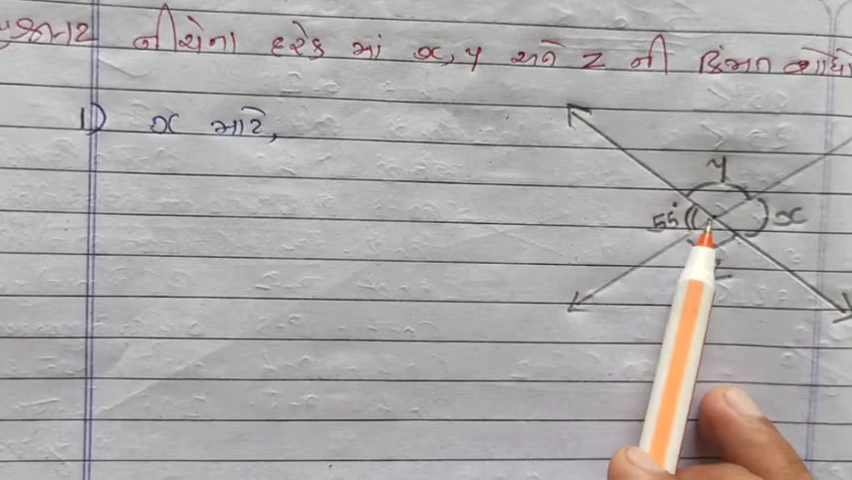 નીચેના દરેક માં x, y અને z ની કિંમત શોધો
1) x માટે,
y
55° x